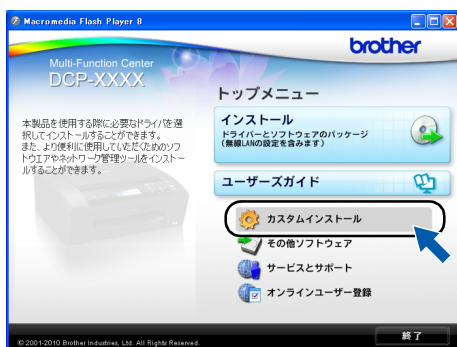 Macromedia Flash Player 8
brother
Multi-Function Center
DCP-XXXX
トップメニュー
本製品を使用する際に必要なドライバを選
択してインストールすることができます。
また、より便利に使用していただくためのソフ
トウエアやネットワーク管理ツールをインストー
ルすることができます。
インストール
ドライバーとソフトウェアのパッケージ
(無線LANの設定を含みます)
ユーザーズガイド
カスタムインストール
その他ソフトウェア
サービスとサポート
オンラインユーザー登録
© 2001-2010 Brother Industries, Ltd. All Rights Reserved.
終了